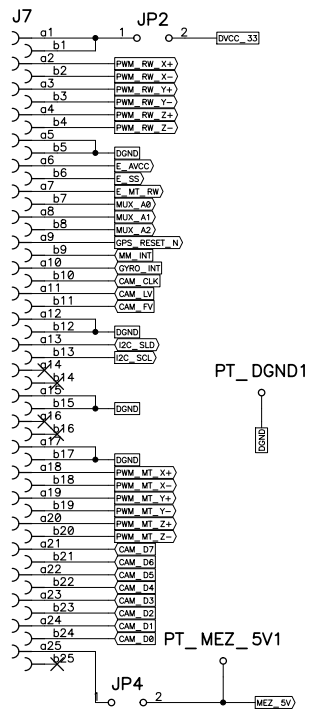 J7
JP2
a1 1 2 DVCC_33
b1
a2 PWM_RW_X+
b2 PWM_RW_X-
a3 PWM_RW_Y+
b3 PWM_RW_Y-
a4 PWM_RW_Z+
b4 PWM_RW_Z-
a5
b5 DGND
a6 E_AVCC
b6 E_SS
a7 E_MT_RW
b7 MUX_A0
a8 MUX_A1
b8 MUX_A2
a9 GPS_RESET_N
b9 MM_INT
a10 GYRO_INT
b10 CAM_CLK
a11 CAM_LV
b11 CAM_FV
a12
b12 DGND
a13 I2C_SLD
b13 I2C_SCL
a14
b14
a15
b15 DGND
a16
b16
a17
b17 DGND
a18 PWM_MT_X+
b18 PWM_MT_X-
a19 PWM_MT_Y+
b19 PWM_MT_Y-
a20 PWM_MT_Z+
b20 PWM_MT_Z-
a21 CAM_D7
b21 CAM_D6
a22 CAM_D5
b22 CAM_D4
a23 CAM_D3
b23 CAM_D2
a24 CAM_D1
b24 CAM_D0
a25
b25
PT_DGND1
DGND
PT_MEZ_5V1
JP4
1 2 MEZ_5V